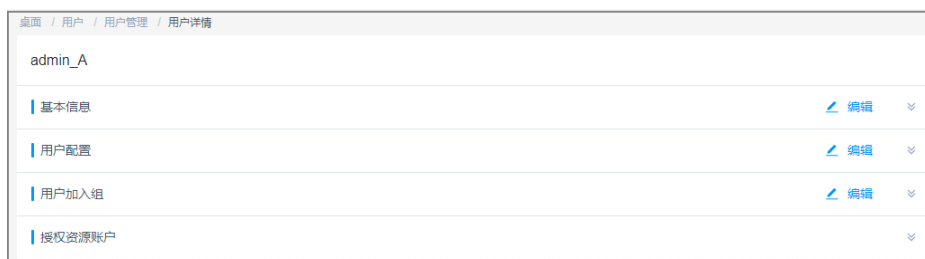 桌面 / 用户 / 用户管理 / 用户详情
admin_A
基本信息 编辑
用户配置 编辑
用户加入组 编辑
授权资源账户